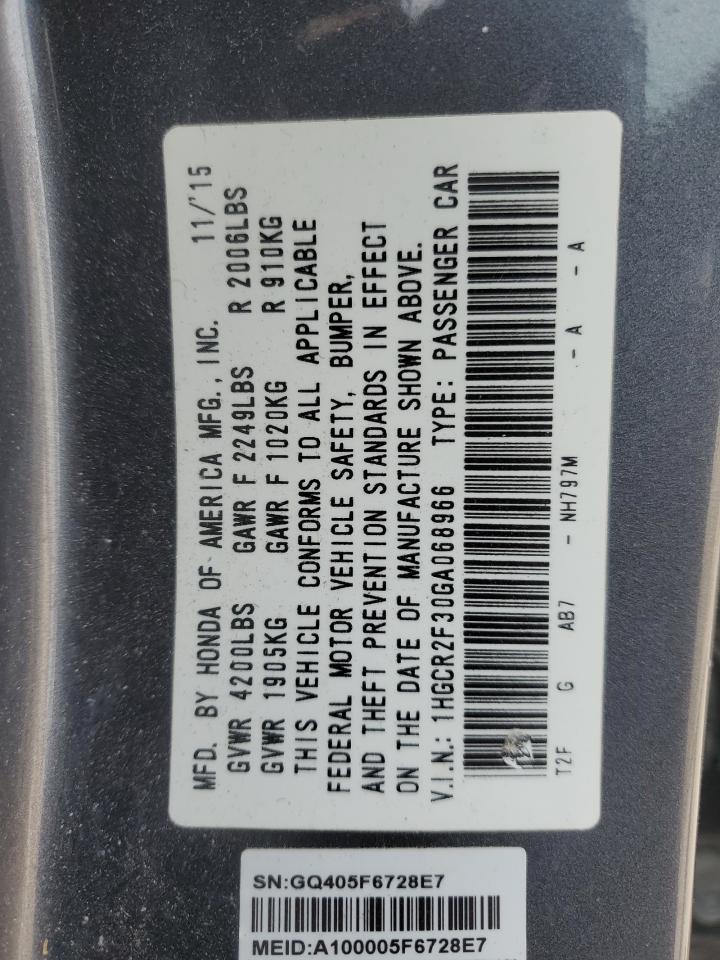 MFD. BY HONDA OF AMERICA MFG., INC. 11/'15
GVWR 4200LBS GAWR F 2249LBS R 2006LBS
GVWR 1905KG GAWR F 1020KG R 910KG
THIS VEHICLE CONFORMS TO ALL APPLICABLE
FEDERAL MOTOR VEHICLE SAFETY, BUMPER,
AND THEFT PREVENTION STANDARDS IN EFFECT
ON THE DATE OF MANUFACTURE SHOWN ABOVE.
V.I.N.: 1HGCR2F30GA068966 TYPE: PASSENGER CAR
T2F G AB7 - NH797M - A - A
SN:GQ405F6728E7
MEID:A100005F6728E7